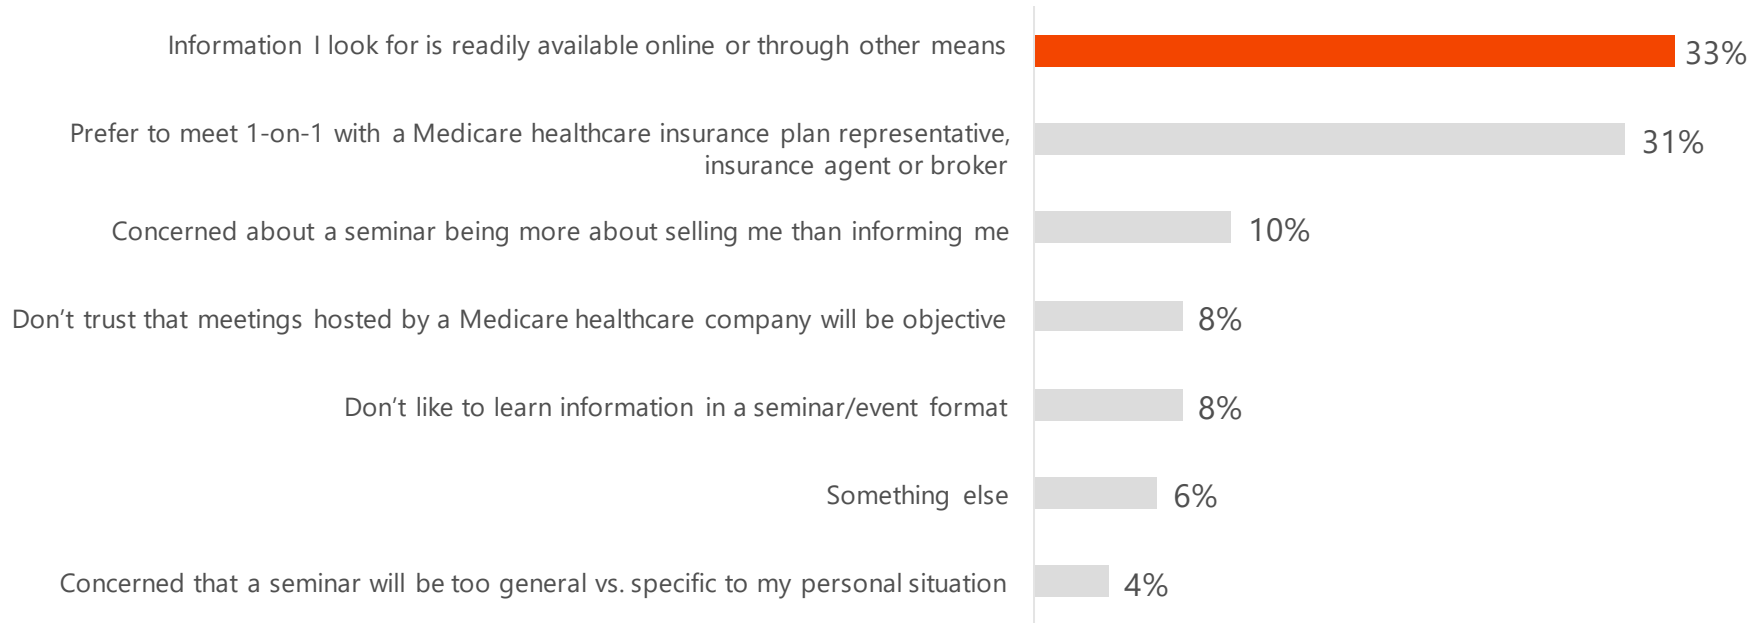 Information I look for is readily available online or through other means
33%
Prefer to meet 1-on-1 with a Medicare healthcare insurance plan representative,
insurance agent or broker
31%
Concerned about a seminar being more about selling me than informing me
10%
Don’t trust that meetings hosted by a Medicare healthcare company will be objective
8%
Don’t like to learn information in a seminar/event format
8%
Something else
6%
Concerned that a seminar will be too general vs. specific to my personal situation
4%